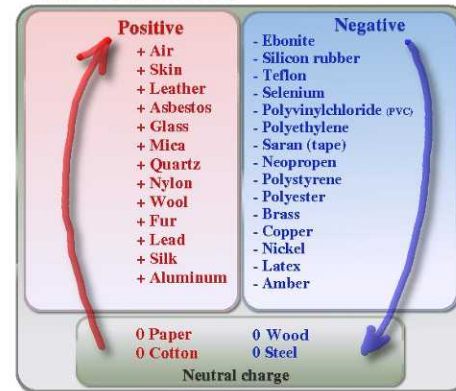 Positive
+ Air
+ Skin
+ Leather
+ Asbestos
+ Glass
+ Mica
+ Quartz
+ Nylon
+ Wool
+ Fur
+ Lead
+ Silk
+ Aluminum
Negative
- Ebonite
- Silicon rubber
- Teflon
- Selenium
- Polyvinylchloride (PVC)
- Polyethylene
- Saran (tape)
- Neopropen
- Polystyrene
- Polyester
- Brass
- Copper
- Nickel
- Latex
- Amber
0 Paper
0 Cotton
0 Wood
0 Steel
Neutral charge